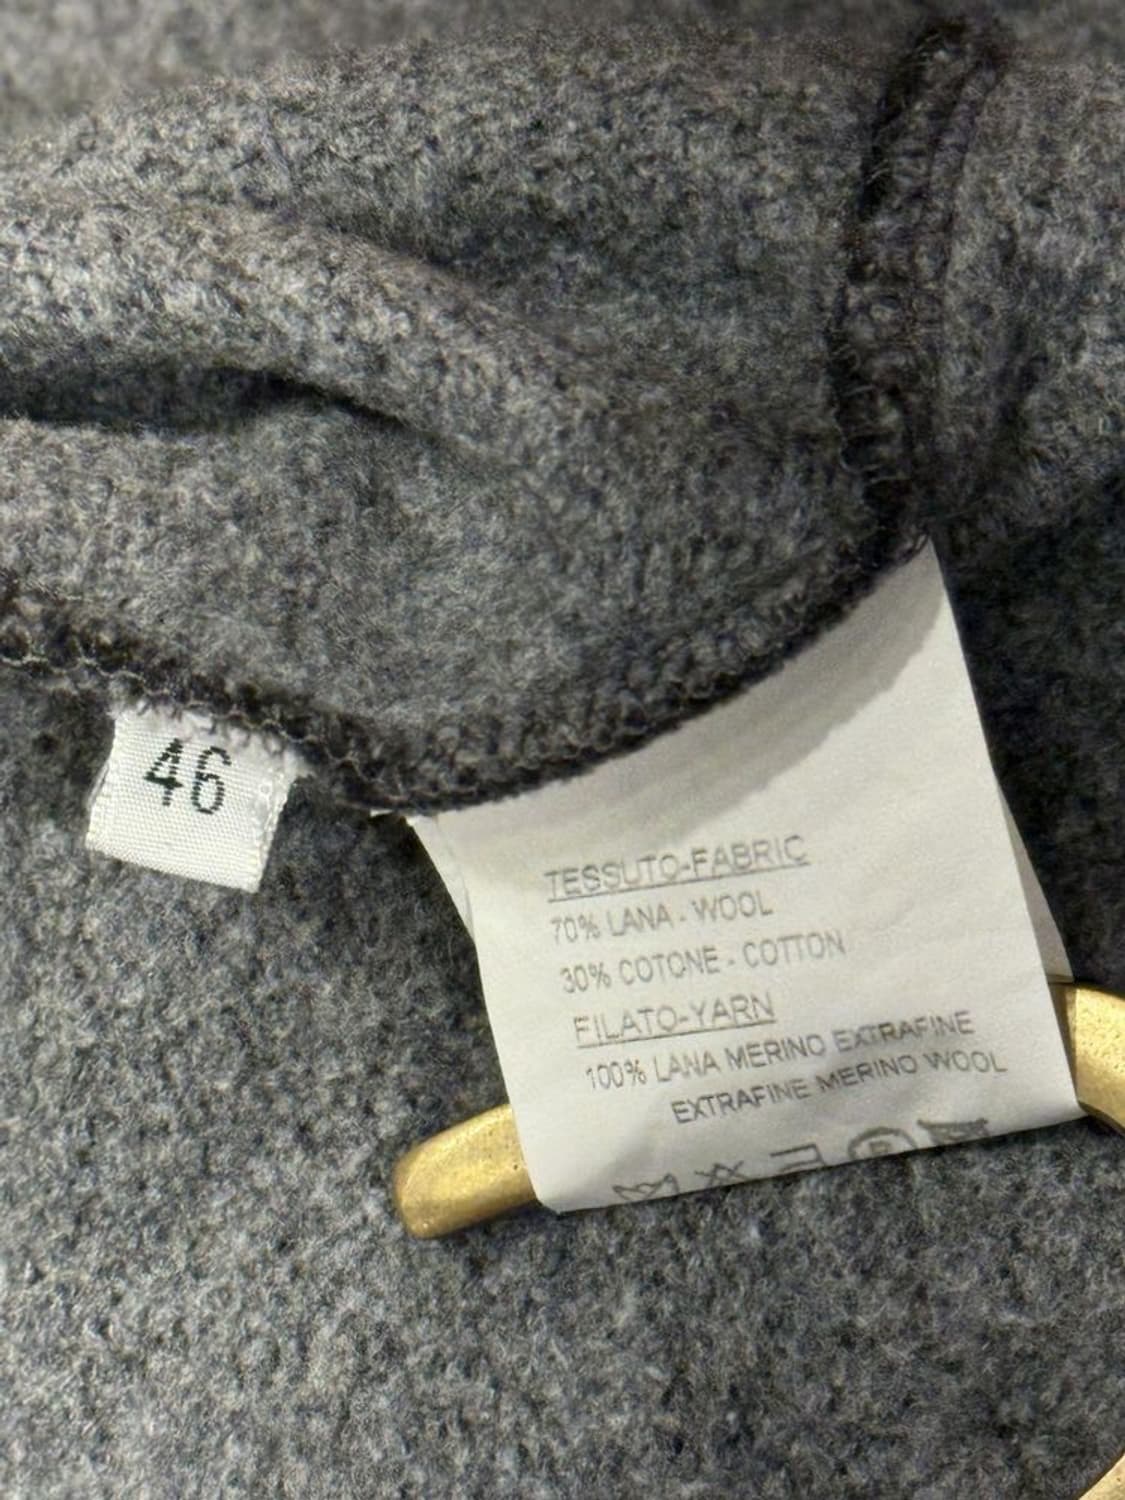 46
TESSUTO-FABRIC
70% LANA - WOOL
30% COTONE - COTTON
FILATO-YARN
100% LANA MERINO EXTRAFINE
EXTRAFINE MERINO WOOL